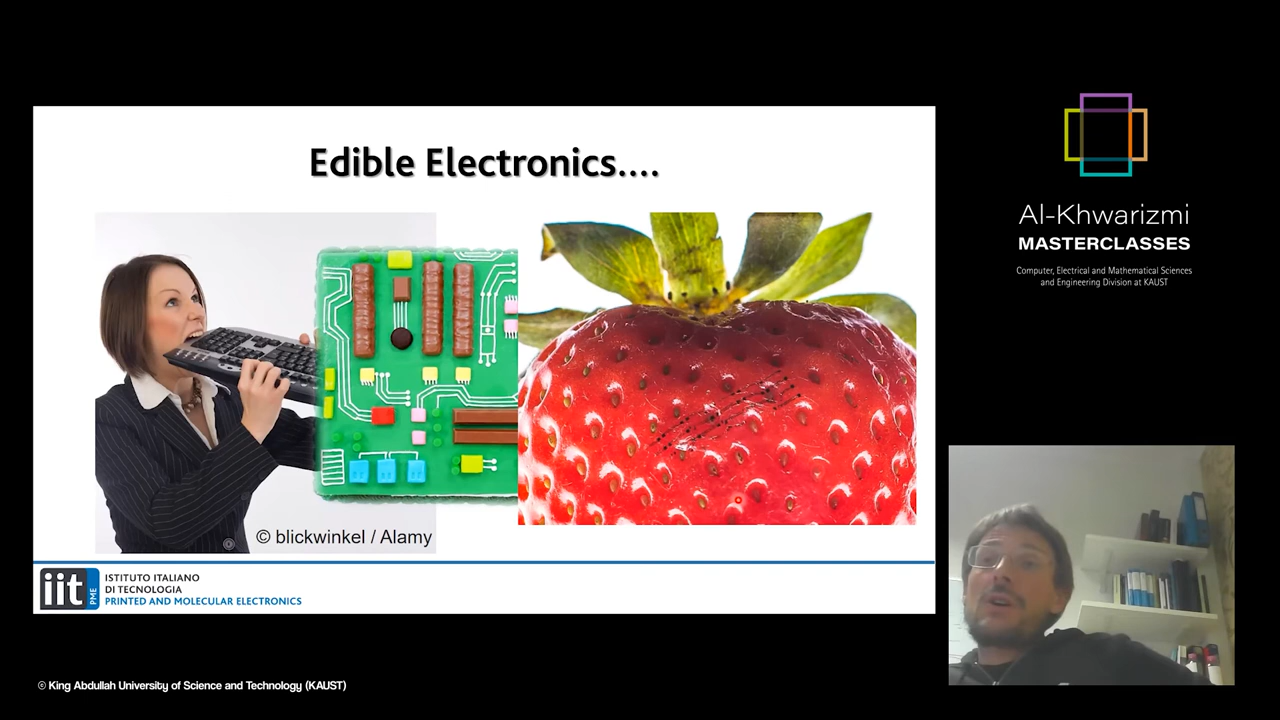 Edible Electronics....
© blickwinkel / Alamy
iit
PME
ISTITUTO ITALIANO
DI TECNOLOGIA
PRINTED AND MOLECULAR ELECTRONICS
Al-Khwarizmi
MASTERCLASSES
Computer, Electrical and Mathematical Sciences
and Engineering Division at KAUST
© King Abdullah University of Science and Technology (KAUST)